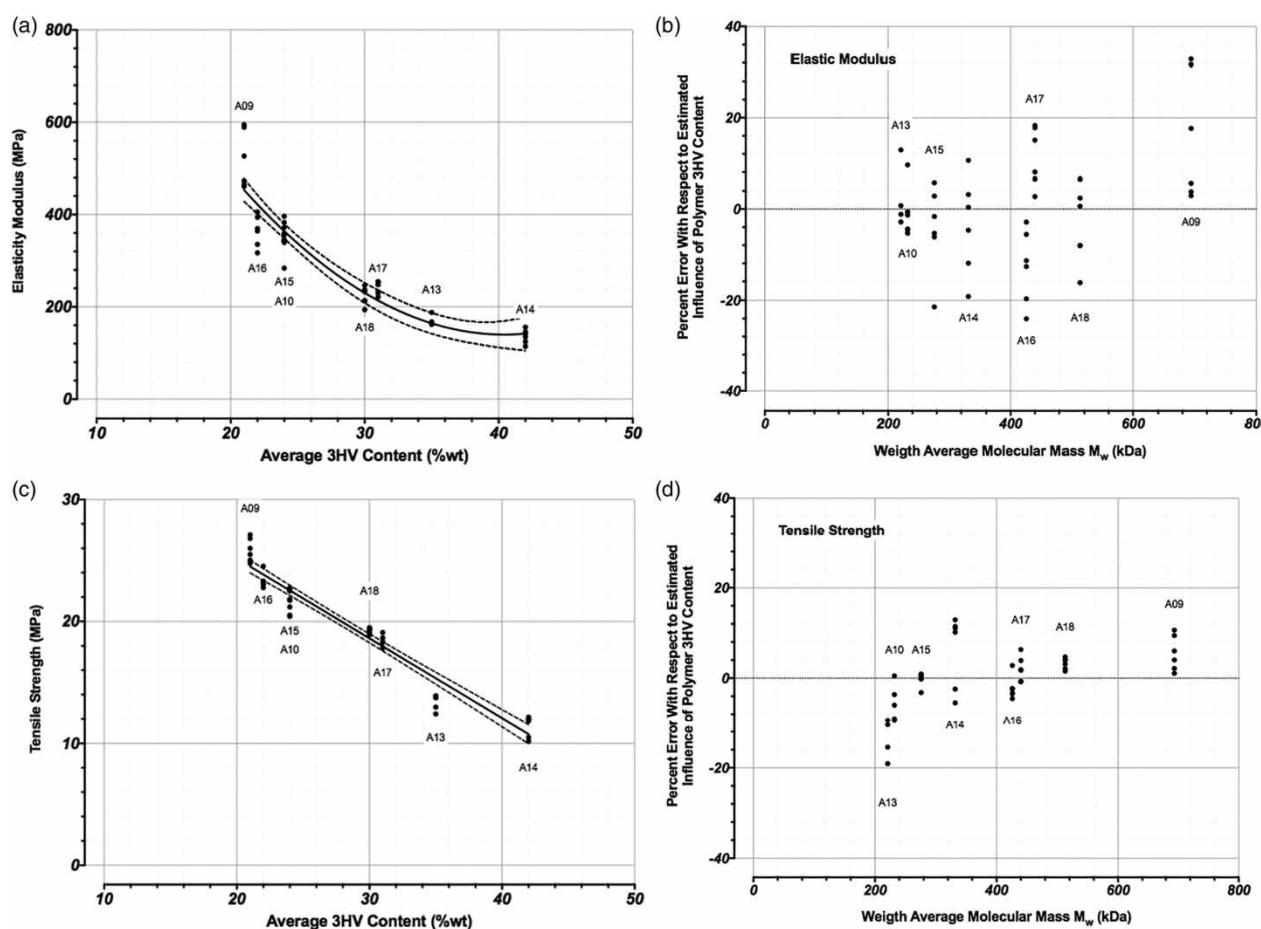 (a)
800
600
400
200
0
Elasticity Modulus (MPa)
A09
A16
A15
A10
A17
A18
A13
A14
10
20
30
40
50
Average 3HV Content (%wt)
(b)
40
20
0
-20
-40
Percent Error With Respect to Estimated
Influence of Polymer 3HV Content
Elastic Modulus
A13
A10
A15
A14
A17
A16
A18
A09
0
200
400
600
80
Weigth Average Molecular Mass Mw (kDa)
(c)
30
20
10
0
Tensile Strength (MPa)
A09
A16
A15
A10
A18
A17
A13
A14
10
20
30
40
50
Average 3HV Content (%wt)
(d)
40
20
0
-20
-40
Percent Error With Respect to Estimated
Influence of Polymer 3HV Content
Tensile Strength
A10
A15
A13
A14
A17
A16
A18
A09
0
200
400
600
800
Weigth Average Molecular Mass Mw (kDa)